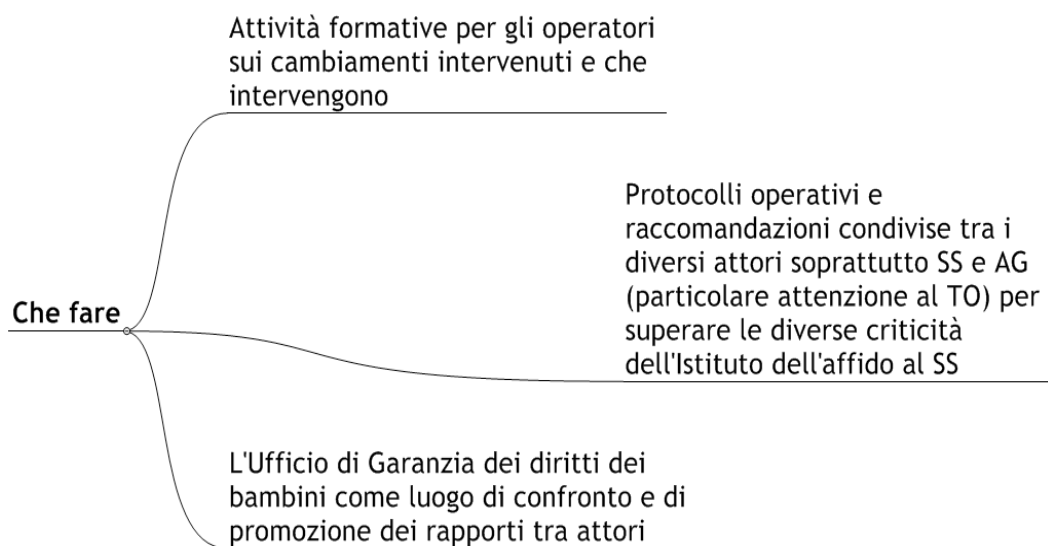 Attività formative per gli operatori
sui cambiamenti intervenuti e che
intervengono
Protocolli operativi e
raccomandazioni condivise tra i
diversi attori soprattutto SS e AG
(particolare attenzione al TO) per
superare le diverse criticità
dell'Istituto dell'affido al SS
Che fare
L'Ufficio di Garanzia dei diritti dei
bambini come luogo di confronto e di
promozione dei rapporti tra attori